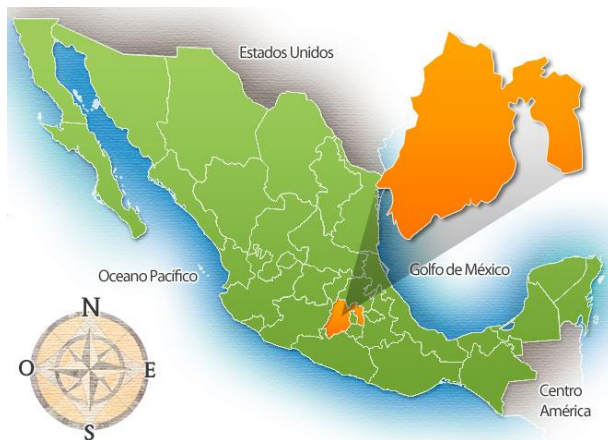 Estados Unidos
Oceano Pacífico
Golfo de México
N
O
E
S
Centro
América